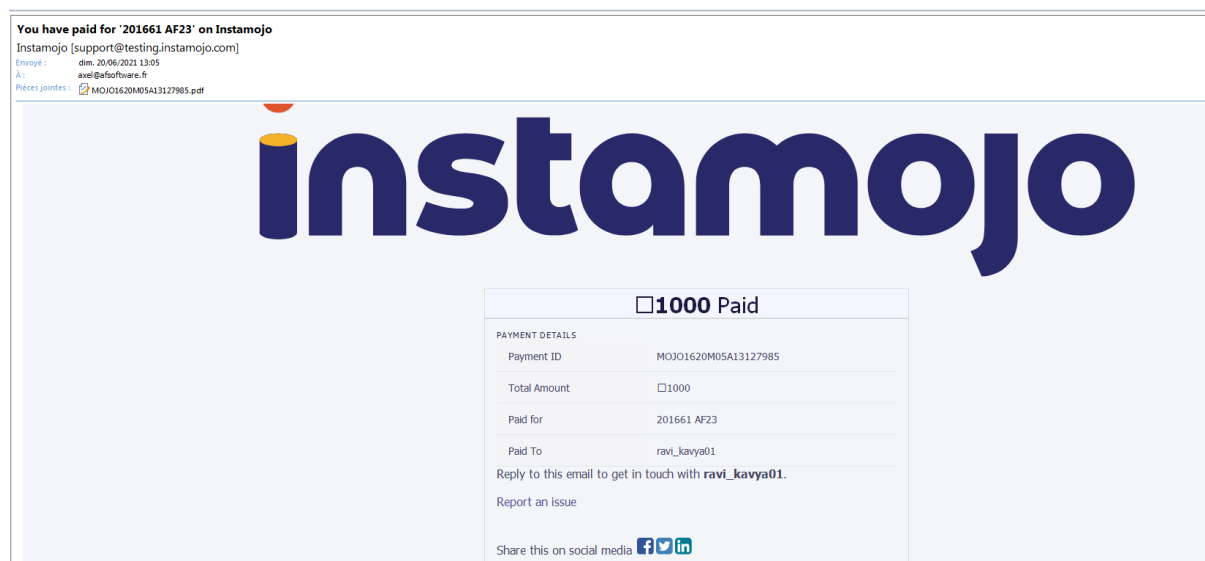 You have paid for '201661 AF23' on Instamojo
Instamojo [support@testing.instamojo.com]
Envoyé : dim. 20/06/2021 13:05
À : axel@afsoftware.fr
Pièces jointes : MOJO1620M05A13127985.pdf
instamojo
□1000 Paid
PAYMENT DETAILS
Payment ID MOJO1620M05A13127985
Total Amount □1000
Paid for 201661 AF23
Paid To ravi_kavya01
Reply to this email to get in touch with ravi_kavya01.
Report an issue
Share this on social media f in